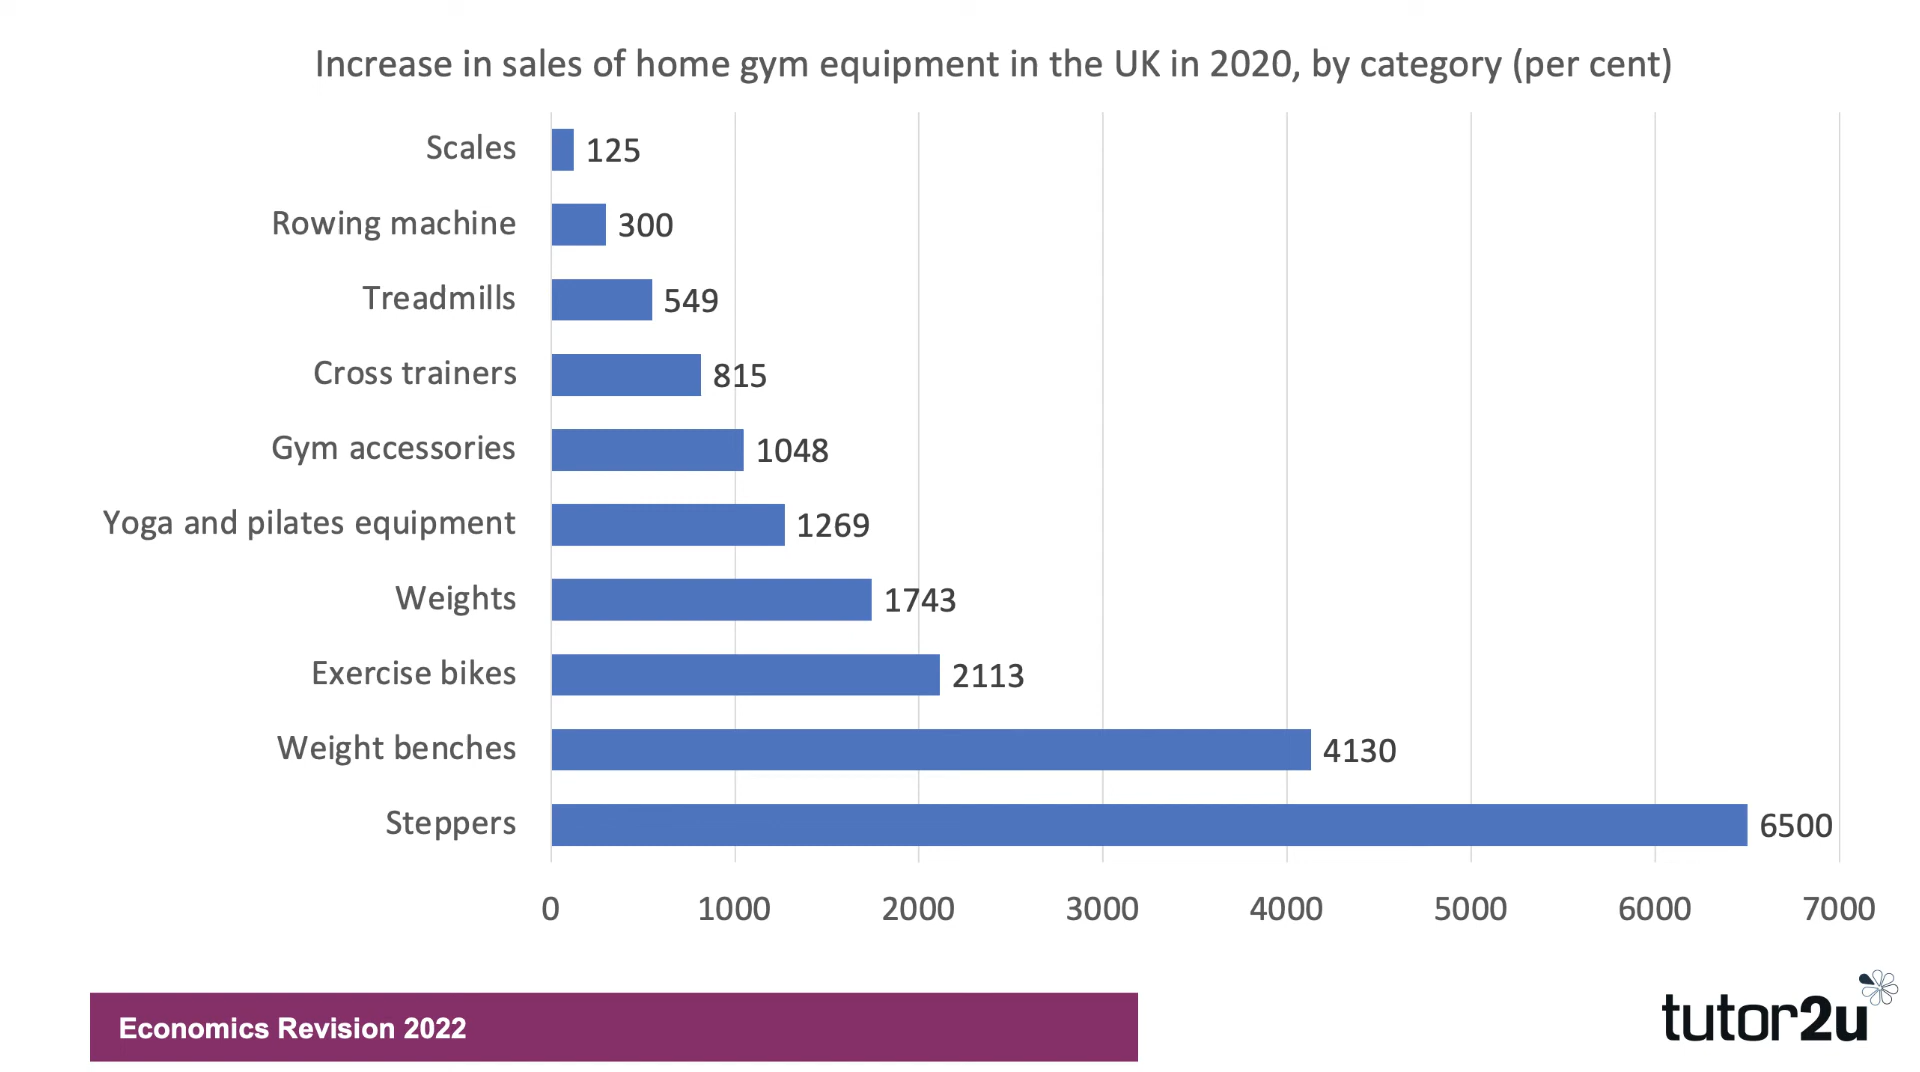 Increase in sales of home gym equipment in the UK in 2020, by category (per cent)
Scales 125
Rowing machine 300
Treadmills 549
Cross trainers 815
Gym accessories 1048
Yoga and pilates equipment 1269
Weights 1743
Exercise bikes 2113
Weight benches 4130
Steppers 6500
0 1000 2000 3000 4000 5000 6000 7000
Economics Revision 2022
tutor2u